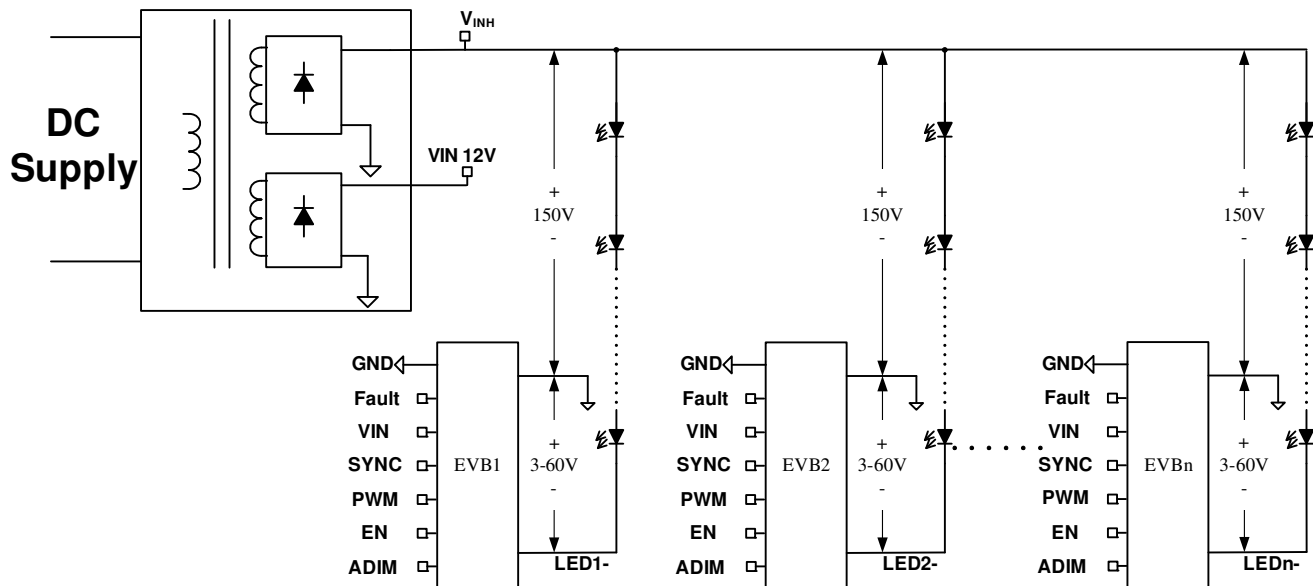 DC
Supply
VINH
VIN 12V
+
150V
-
+
150V
-
+
150V
-
GND
Fault
VIN
SYNC
PWM
EN
ADIM
EVB1
+
3-60V
-
LED1-
GND
Fault
VIN
SYNC
PWM
EN
ADIM
EVB2
+
3-60V
-
LED2-
GND
Fault
VIN
SYNC
PWM
EN
ADIM
EVBn
+
3-60V
-
LEDn-